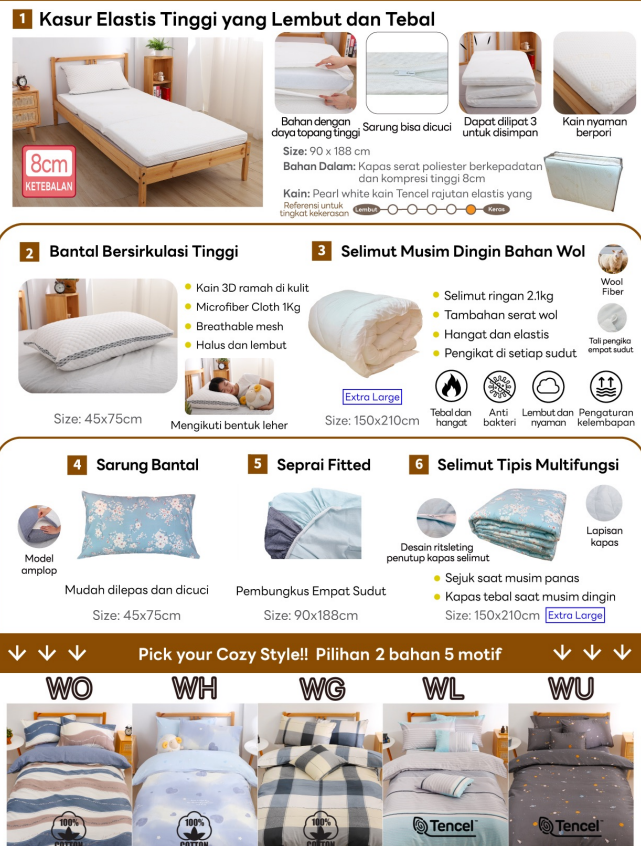 1 Kasur Elastis Tinggi yang Lembut dan Tebal
8cm
KETEBALAN
Bahan dengan
daya topang tinggi
Sarung bisa dicuci
Dapat dilipat 3
untuk disimpan
Kain nyaman
berpori
Size: 90 x 188 cm
Bahan Dalam: Kapas serat poliester berkepadatan
dan kompresi tinggi 8cm
Kain: Pearl white kain Tencel rajutan elastis yang
Referensi untuk
tingkat kekerasan
Lembut
Keras
2 Bantal Bersirkulasi Tinggi
Kain 3D ramah di kulit
Microfiber Cloth 1Kg
Breathable mesh
Halus dan lembut
Size: 45x75cm
Mengikuti bentuk leher
3 Selimut Musim Dingin Bahan Wol
Wool
Fiber
Selimut ringan 2.1kg
Tambahan serat wol
Hangat dan elastis
Pengikat di setiap sudut
Tali pengika
empat sudut
Extra Large
Size: 150x210cm
Tebal dan
hangat
Anti
bakteri
Lembut dan
nyaman
Pengaturan
kelembapan
4 Sarung Bantal
Model
amplop
Mudah dilepas dan dicuci
Size: 45x75cm
5 Seprai Fitted
Pembungkus Empat Sudut
Size: 90x188cm
6 Selimut Tipis Multifungsi
Desain ritsleting
penutup kapas selimut
Lapisan
kapas
Sejuk saat musim panas
Kapas tebal saat musim dingin
Size: 150x210cm Extra Large
Pick your Cozy Style!! Pilihan 2 bahan 5 motif
WO
WH
WG
WL
WU
100%
COTTON
100%
COTTON
100%
COTTON
Tencel™
Tencel™